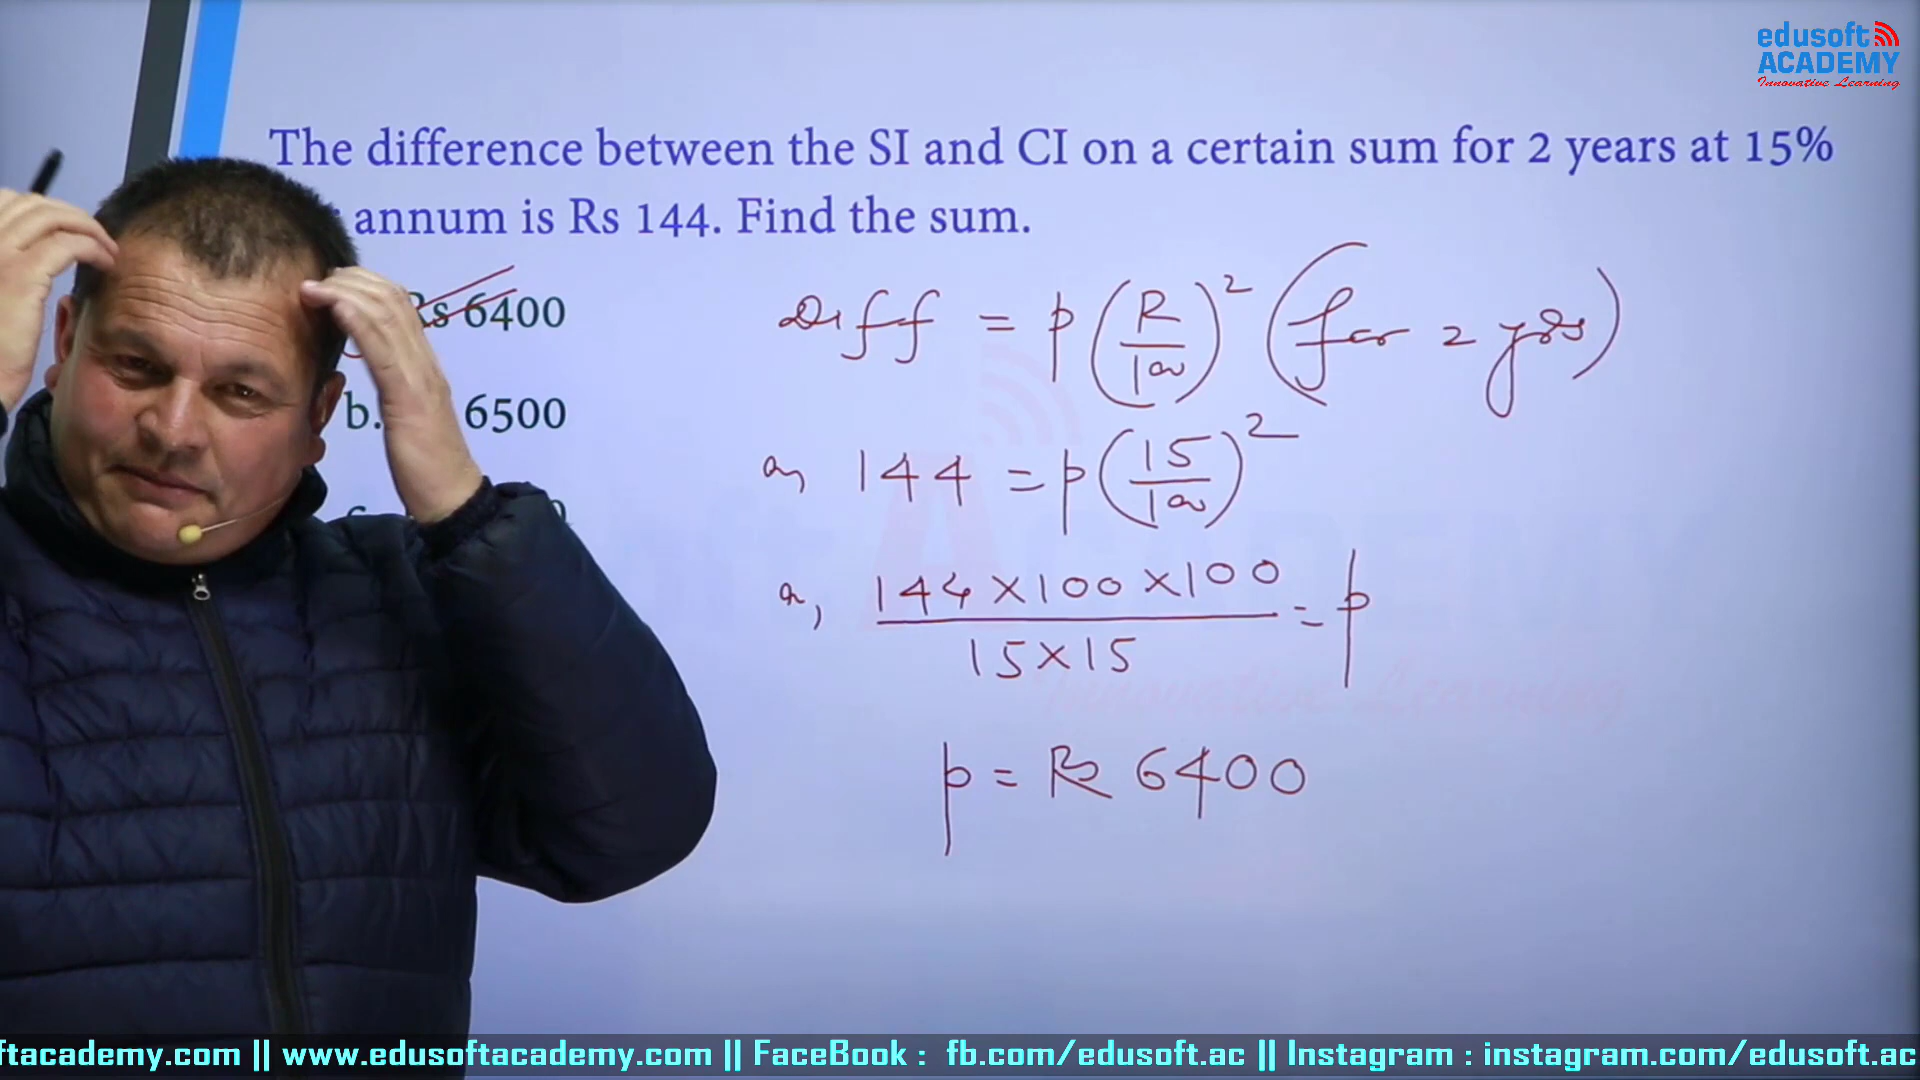 edusoft
ACADEMY
Innovative Learning
The difference between the SI and CI on a certain sum for 2 years at 15%
annum is Rs 144. Find the sum.
Rs 6400
b. 6500
Diff = p(R/100)² (for 2 yrs)
or, 144 = p(15/100)²
or, 144×100×100/15×15 = p
p = Rs 6400
Innovative Learning
ftacademy.com || www.edusoftacademy.com || FaceBook : fb.com/edusoft.ac || Instagram : instagram.com/edusoft.ac